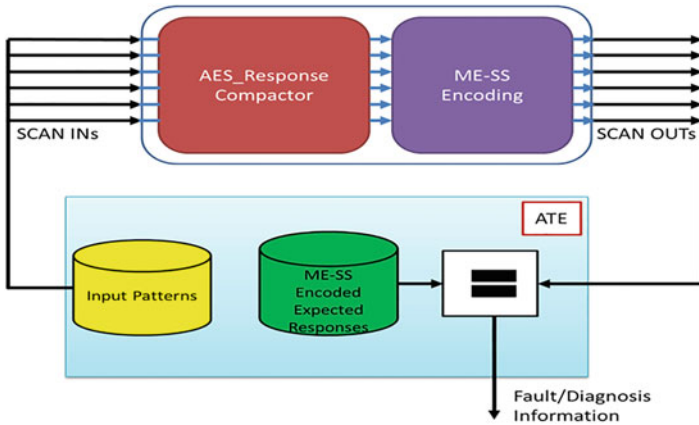 AES_Response
Compactor
ME-SS
Encoding
SCAN INs
SCAN OUTs
ATE
Input Patterns
ME-SS
Encoded
Expected
Responses
=
Fault/Diagnosis
Information